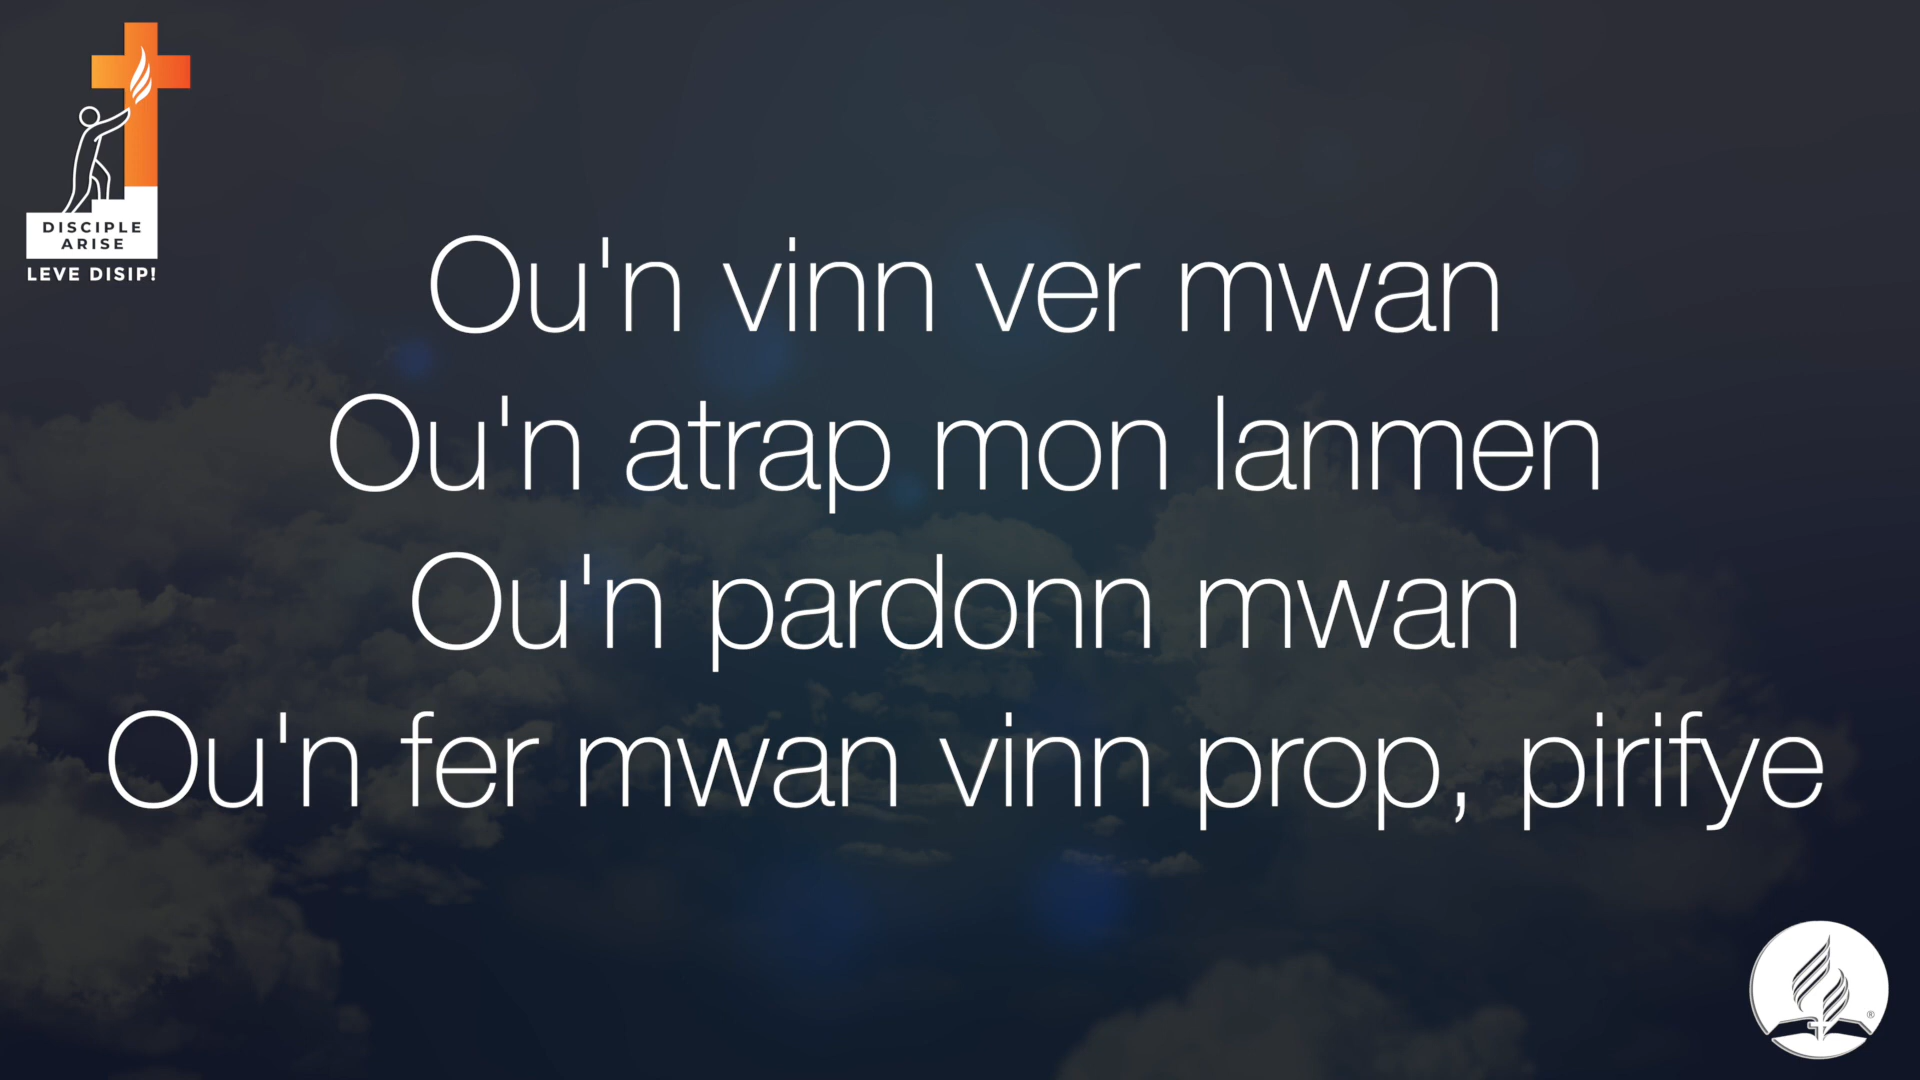 DISCIPLE
ARISE
LEVE DISIP!
Ou'n vinn ver mwan
Ou'n atrap mon lanmen
Ou'n pardonn mwan
Ou'n fer mwan vinn prop, pirifye
®